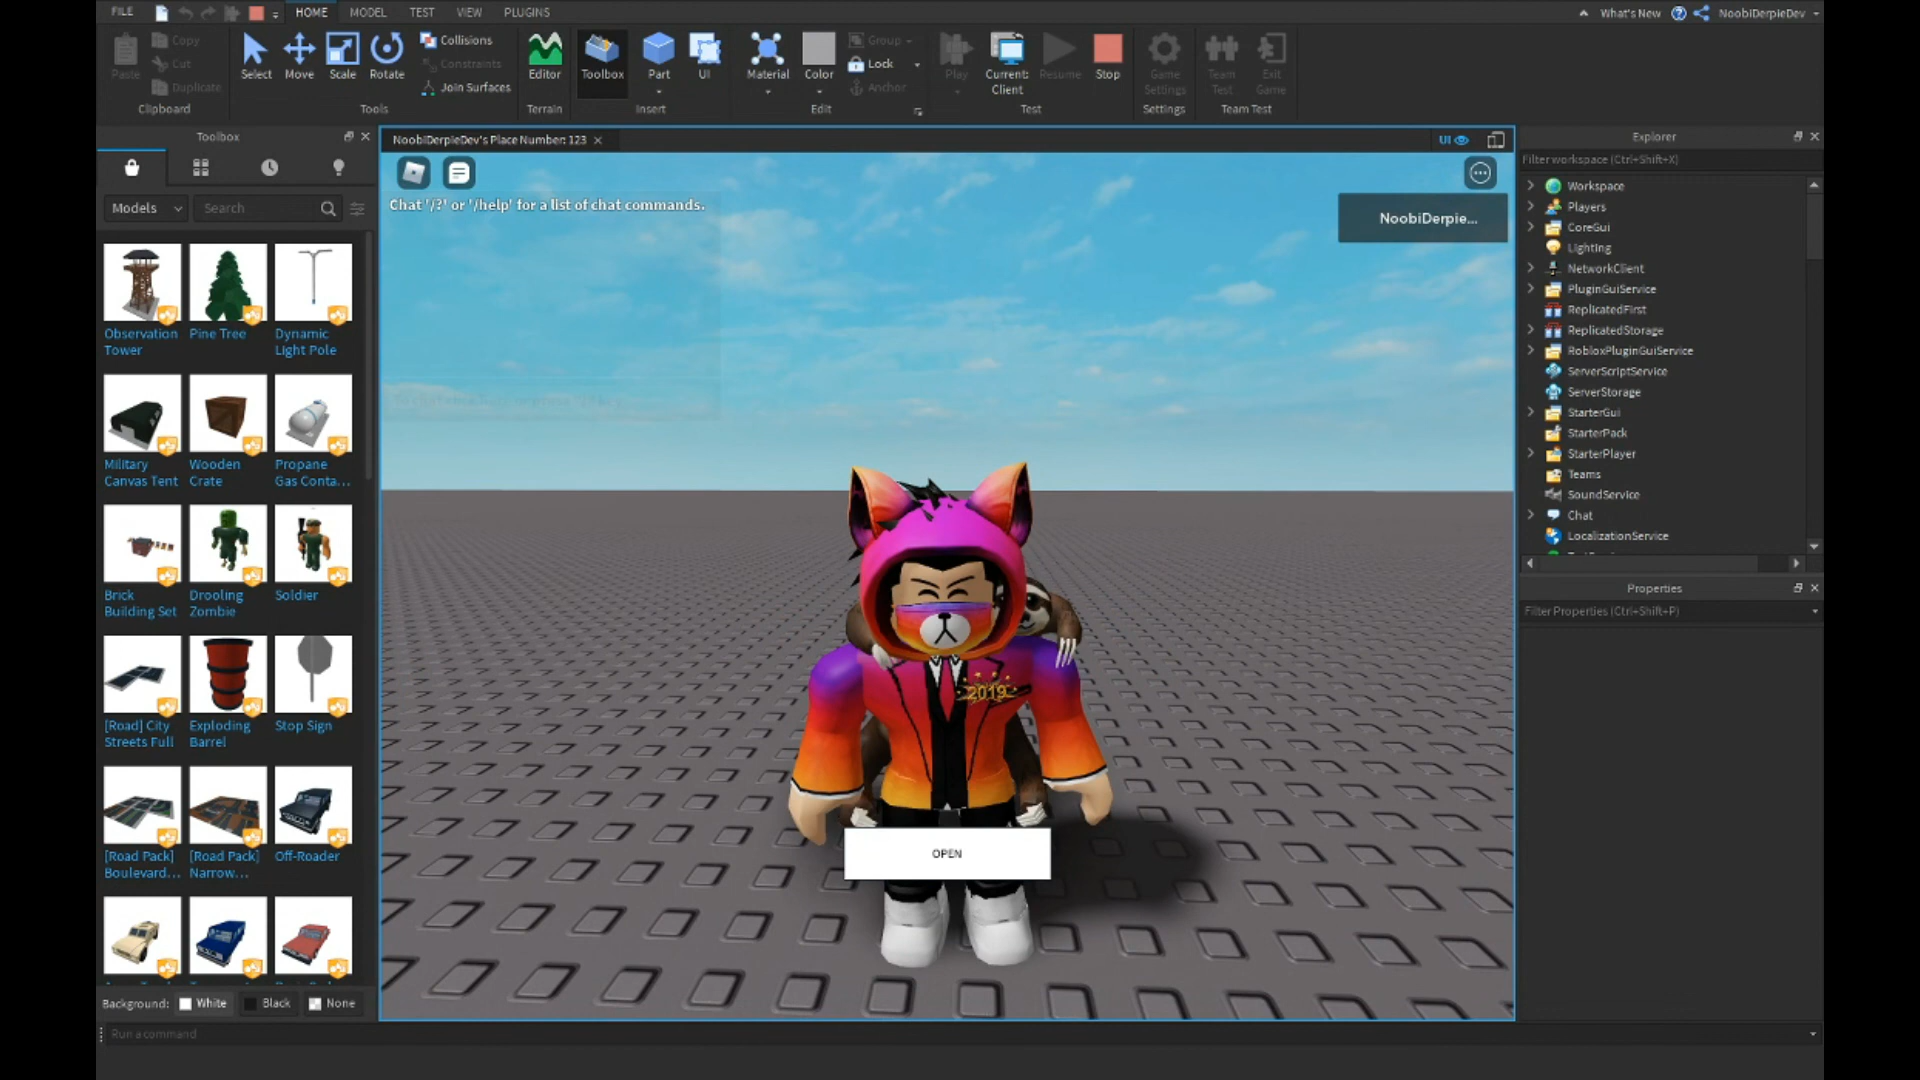 FILE HOME MODEL TEST VIEW PLUGINS What's New NoobiDerpieDev
Paste Copy Cut Duplicate Clipboard
Select Move Scale Rotate Collisions Constraints Join Surfaces Tools
Editor Terrain
Toolbox Part UI Insert
Material Color Group Lock Anchor Edit
Play Current: Client Resume Stop Test
Game Settings Settings
Team Test Exit Game Team Test
Toolbox
Models Search
Observation Tower
Pine Tree
Dynamic Light Pole
Military Canvas Tent
Wooden Crate
Propane Gas Conta...
Brick Building Set
Drooling Zombie
Soldier
[Road] City Streets Full
Exploding Barrel
Stop Sign
[Road Pack] Boulevard...
[Road Pack] Narrow...
Off-Roader
Background: White Black None
Run a command
NoobiDerpieDev's Place Number: 123
UI
Chat '/?' or '/help' for a list of chat commands.
NoobiDerpie...
2019
OPEN
Explorer
Filter workspace (Ctrl+Shift+X)
Workspace
Players
CoreGui
Lighting
NetworkClient
PluginGuiService
ReplicatedFirst
ReplicatedStorage
RobloxPluginGuiService
ServerScriptService
ServerStorage
StarterGui
StarterPack
StarterPlayer
Teams
SoundService
Chat
LocalizationService
Properties
Filter Properties (Ctrl+Shift+P)